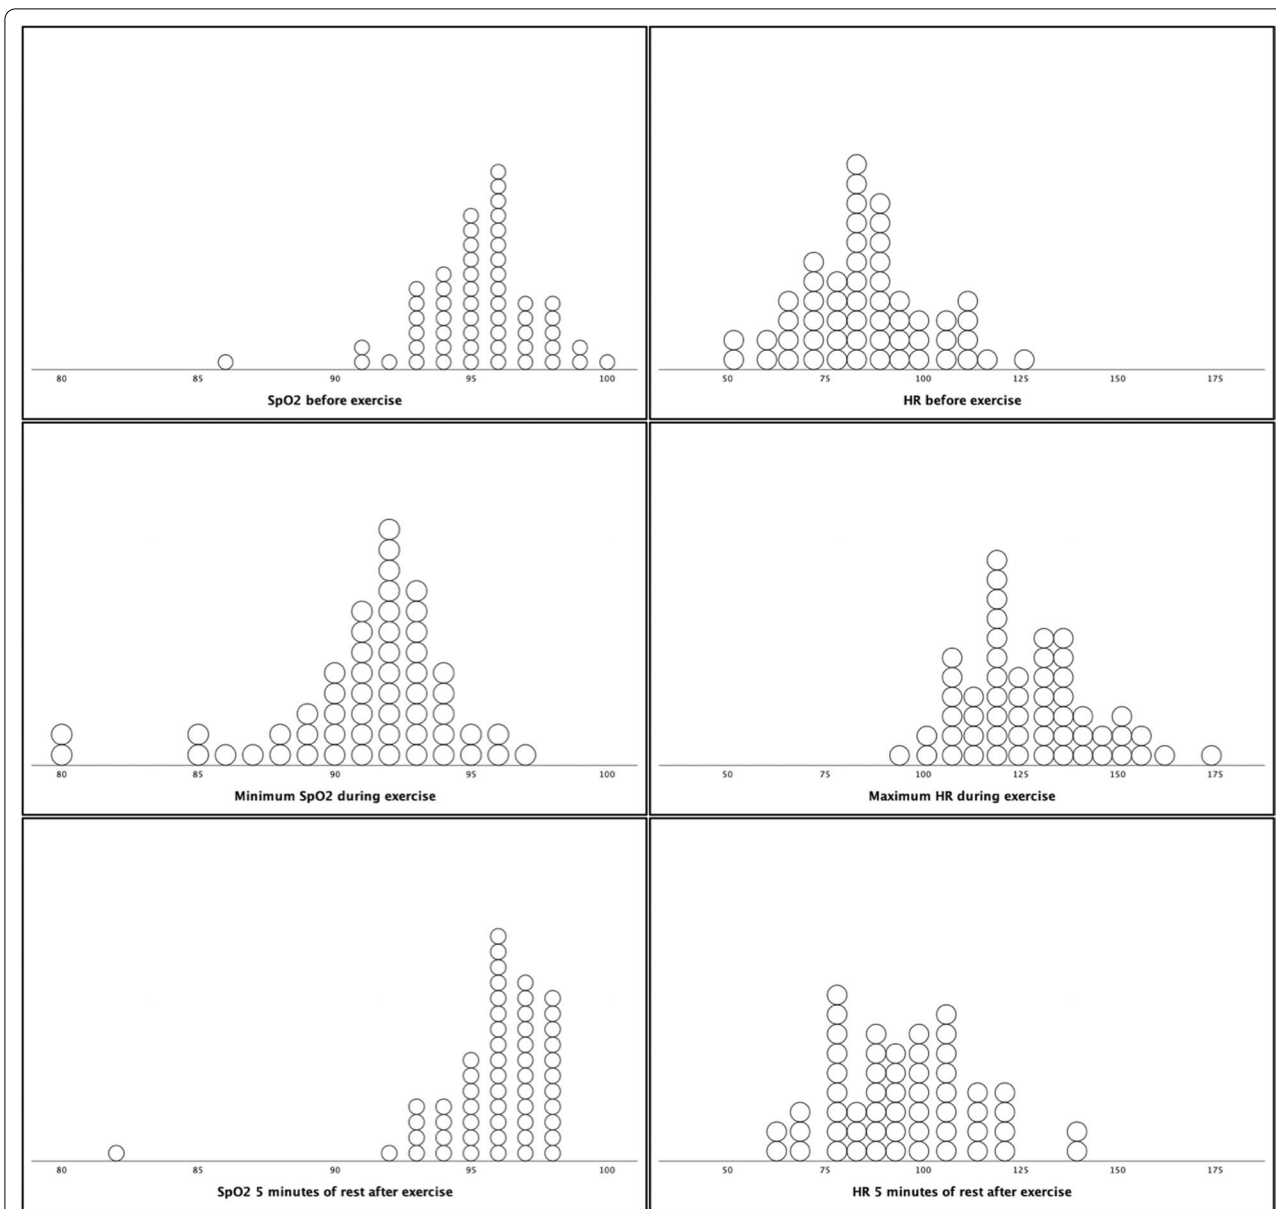 80 85 90 95 100
SpO2 before exercise
50 75 100 125 150 175
HR before exercise
80 85 90 95 100
Minimum SpO2 during exercise
50 75 100 125 150 175
Maximum HR during exercise
80 85 90 95 100
SpO2 5 minutes of rest after exercise
50 75 100 125 150 175
HR 5 minutes of rest after exercise